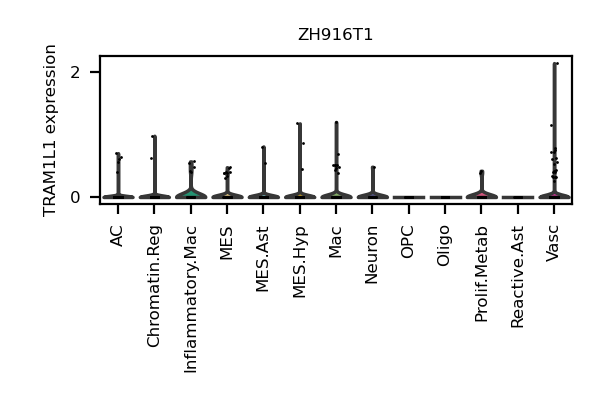 ZH916T1
TRAM1L1 expression
2
0
AC
Chromatin.Reg
Inflammatory.Mac
MES
MES.Ast
MES.Hyp
Mac
Neuron
OPC
Oligo
Prolif.Metab
Reactive.Ast
Vasc